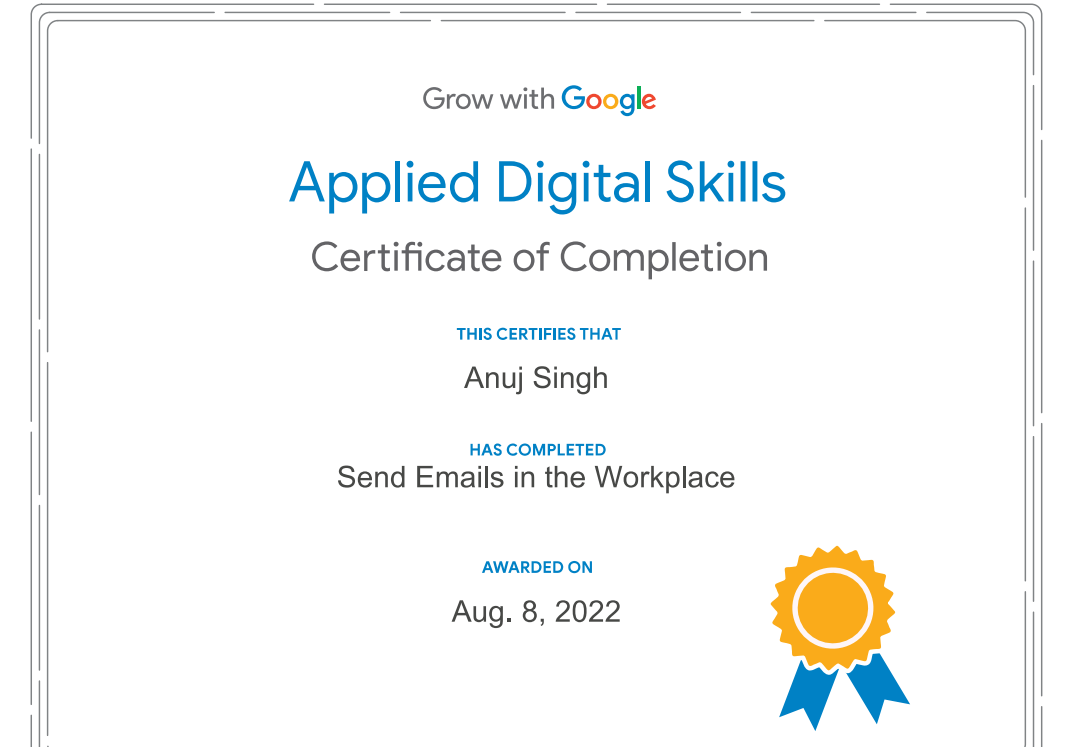 Grow with Google
Applied Digital Skills
Certificate of Completion
THIS CERTIFIES THAT
Anuj Singh
HAS COMPLETED
Send Emails in the Workplace
AWARDED ON
Aug. 8, 2022